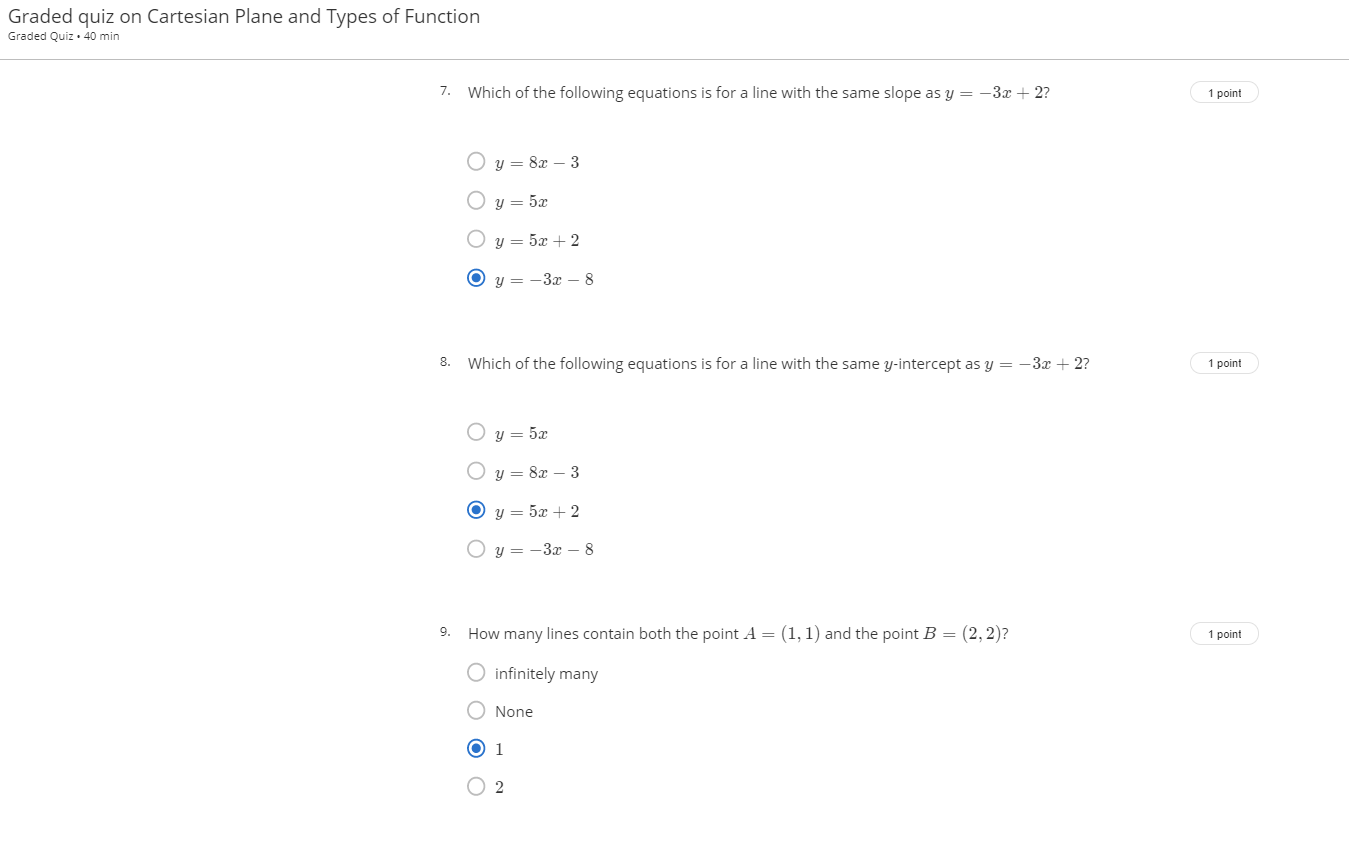 Graded quiz on Cartesian Plane and Types of Function
Graded Quiz • 40 min
7. Which of the following equations is for a line with the same slope as y = −3x + 2? 1 point
y = 8x − 3
y = 5x
y = 5x + 2
y = −3x − 8
8. Which of the following equations is for a line with the same y-intercept as y = −3x + 2? 1 point
y = 5x
y = 8x − 3
y = 5x + 2
y = −3x − 8
9. How many lines contain both the point A = (1, 1) and the point B = (2, 2)? 1 point
infinitely many
None
1
2